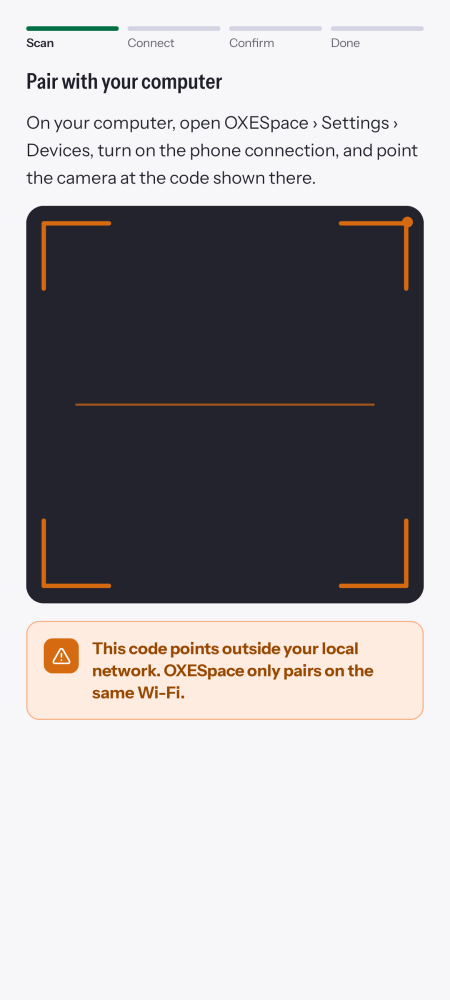 Scan
Connect
Confirm
Done
Pair with your computer
On your computer, open OXESpace › Settings ›
Devices, turn on the phone connection, and point
the camera at the code shown there.
This code points outside your local
network. OXESpace only pairs on the
same Wi-Fi.